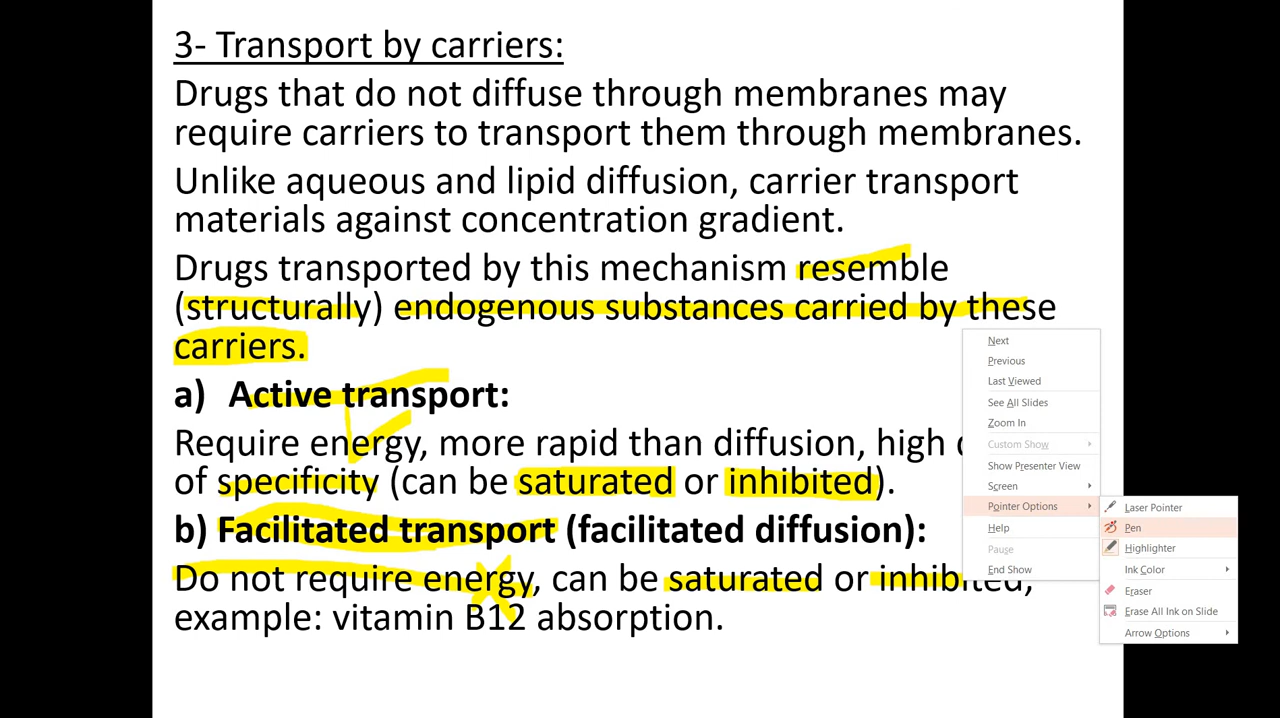 3- Transport by carriers:
Drugs that do not diffuse through membranes may
require carriers to transport them through membranes.
Unlike aqueous and lipid diffusion, carrier transport
materials against concentration gradient.
Drugs transported by this mechanism resemble
(structurally) endogenous substances carried by these
carriers.
a) Active transport:
Require energy, more rapid than diffusion, high
of specificity (can be saturated or inhibited).
b) Facilitated transport (facilitated diffusion):
Do not require energy, can be saturated or inhibited,
example: vitamin B12 absorption.
Next
Previous
Last Viewed
See All Slides
Zoom In
Custom Show
Show Presenter View
Screen
Pointer Options
Help
Pause
End Show
Laser Pointer
Pen
Highlighter
Ink Color
Eraser
Erase All Ink on Slide
Arrow Options